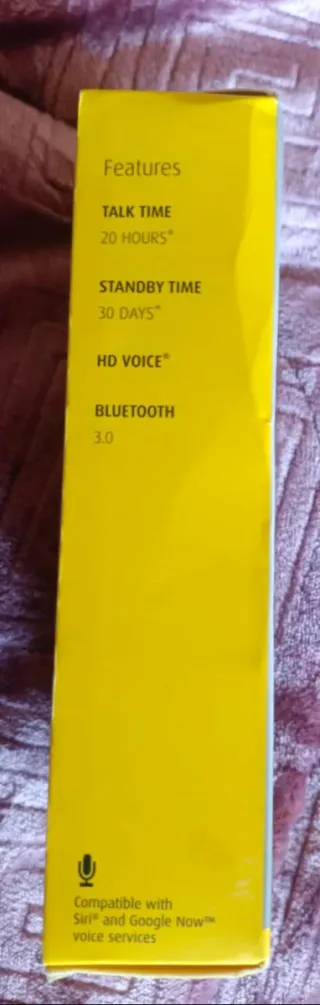 Features
TALK TIME
20 HOURS*
STANDBY TIME
30 DAYS*
HD VOICE*
BLUETOOTH
3.0
Compatible with
Siri® and Google Now™
voice services